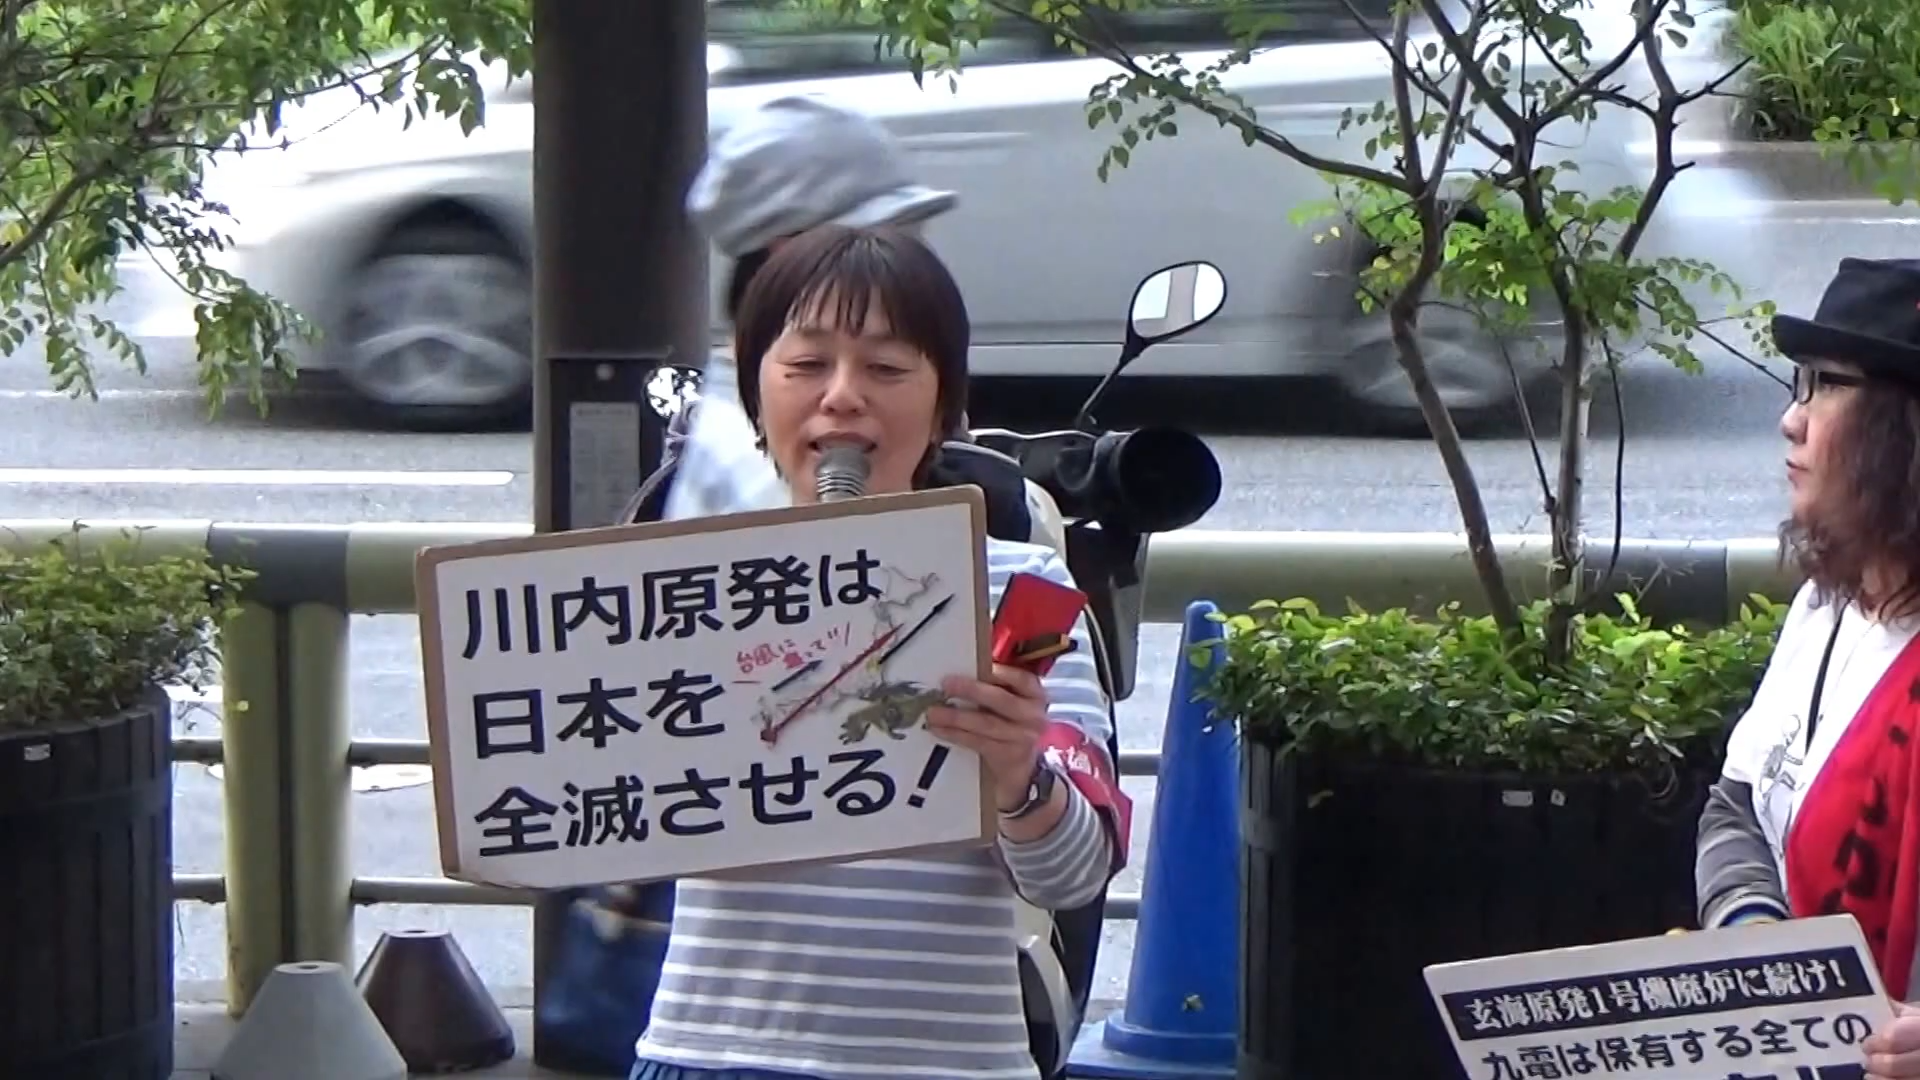 川内原発は
台風に
乗って!!
日本を
全滅させる!
玄海原発1号機廃炉に続け!
九電は保有する全ての